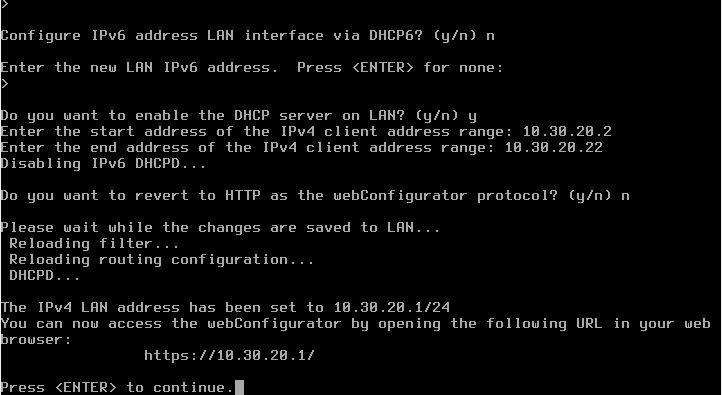 >
Configure IPv6 address LAN interface via DHCP6? (y/n) n
Enter the new LAN IPv6 address.  Press <ENTER> for none:
>
Do you want to enable the DHCP server on LAN? (y/n) y
Enter the start address of the IPv4 client address range: 10.30.20.2
Enter the end address of the IPv4 client address range: 10.30.20.22
Disabling IPv6 DHCPD...
Do you want to revert to HTTP as the webConfigurator protocol? (y/n) n
Please wait while the changes are saved to LAN...
 Reloading filter...
 Reloading routing configuration...
 DHCPD...
The IPv4 LAN address has been set to 10.30.20.1/24
You can now access the webConfigurator by opening the following URL in your web
browser:
                https://10.30.20.1/
Press <ENTER> to continue.